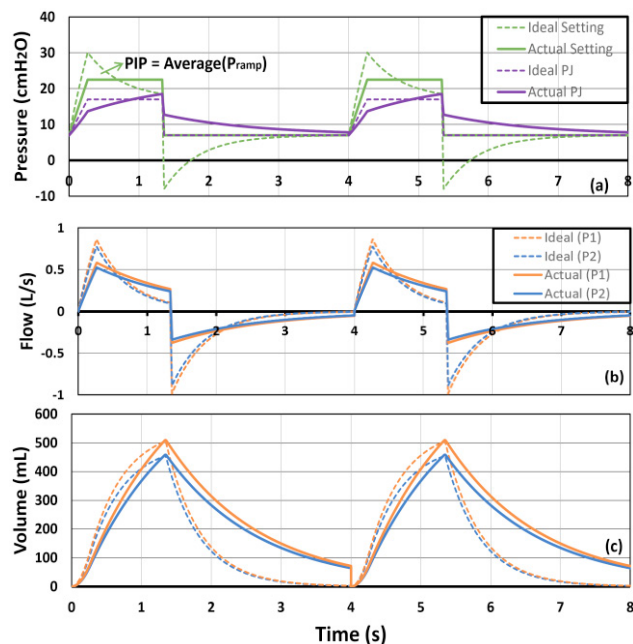 40
30
20
10
0
-10
Pressure (cmH2O)
PIP = Average(Pramp)
Ideal Setting
Actual Setting
Ideal PJ
Actual PJ
(a)
0 1 2 3 4 5 6 7 8
1
0.5
0
-0.5
-1
Flow (L/s)
Ideal (P1)
Ideal (P2)
Actual (P1)
Actual (P2)
0 1 2 3 4 5 6 7 8
(b)
600
500
400
300
200
100
0
Volume (mL)
(c)
0 1 2 3 4 5 6 7 8
Time (s)